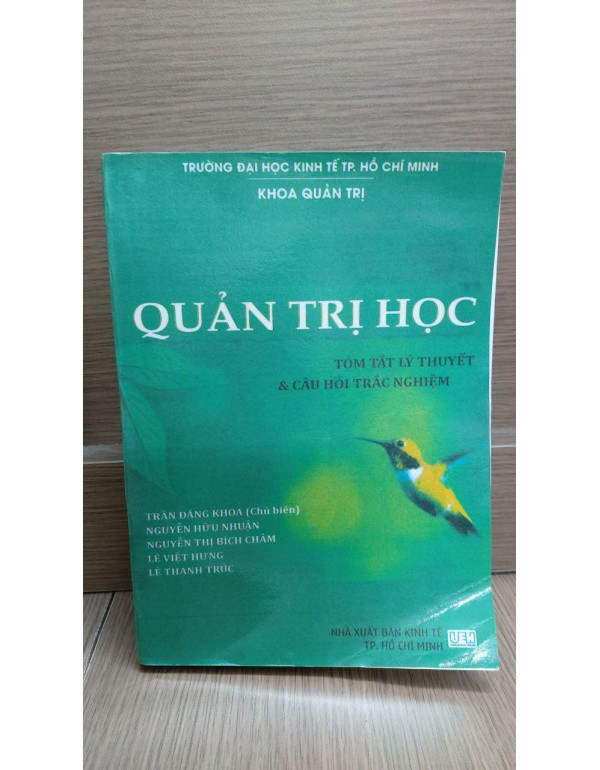 TRƯỜNG ĐẠI HỌC KINH TẾ TP. HỒ CHÍ MINH
KHOA QUẢN TRỊ
QUẢN TRỊ HỌC
TÓM TẮT LÝ THUYẾT
& CÂU HỎI TRẮC NGHIỆM
TRẦN ĐĂNG KHOA (Chủ biên)
NGUYỄN HỮU NHUẬN
NGUYỄN THỊ BÍCH CHÂM
LÊ VIỆT HƯNG
LÊ THANH TRÚC
NHÀ XUẤT BẢN KINH TẾ
TP. HỒ CHÍ MINH
UEH